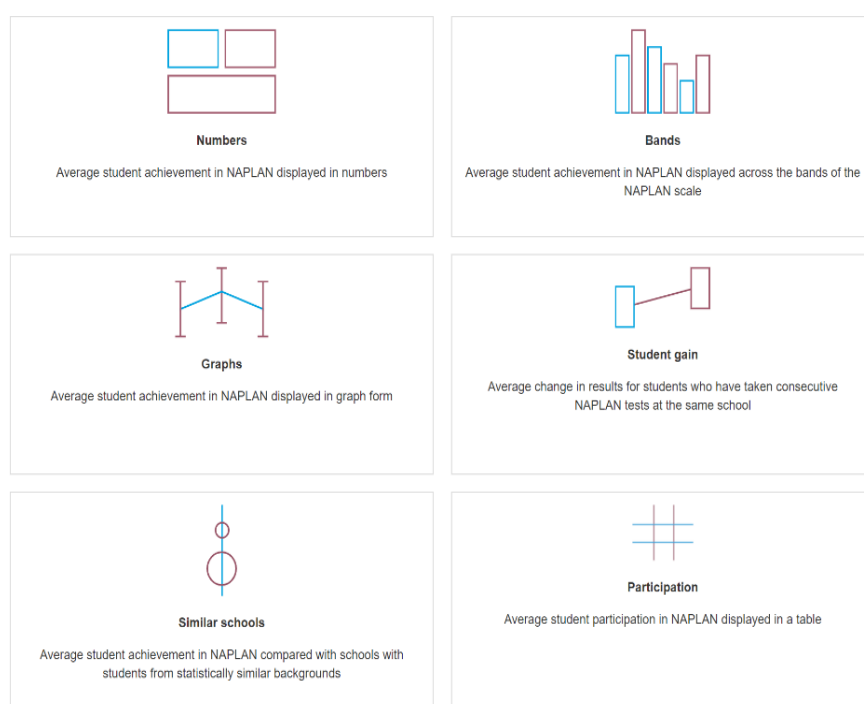 Numbers
Average student achievement in NAPLAN displayed in numbers
Bands
Average student achievement in NAPLAN displayed across the bands of the
NAPLAN scale
Graphs
Average student achievement in NAPLAN displayed in graph form
Student gain
Average change in results for students who have taken consecutive
NAPLAN tests at the same school
Similar schools
Average student achievement in NAPLAN compared with schools with
students from statistically similar backgrounds
Participation
Average student participation in NAPLAN displayed in a table